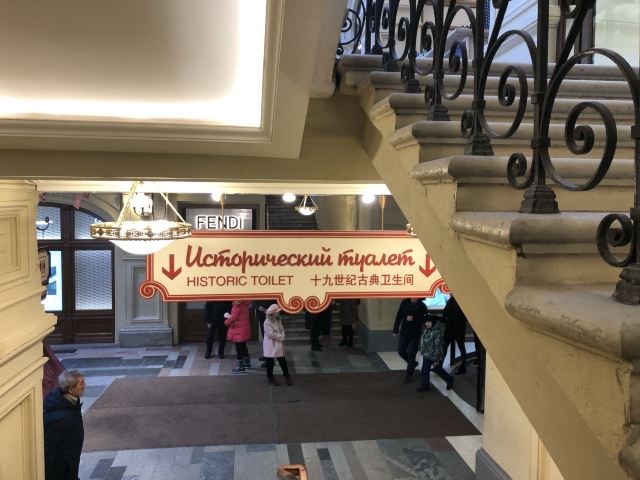 FENDI
Исторический туалет
HISTORIC TOILET 十九世纪古典卫生间